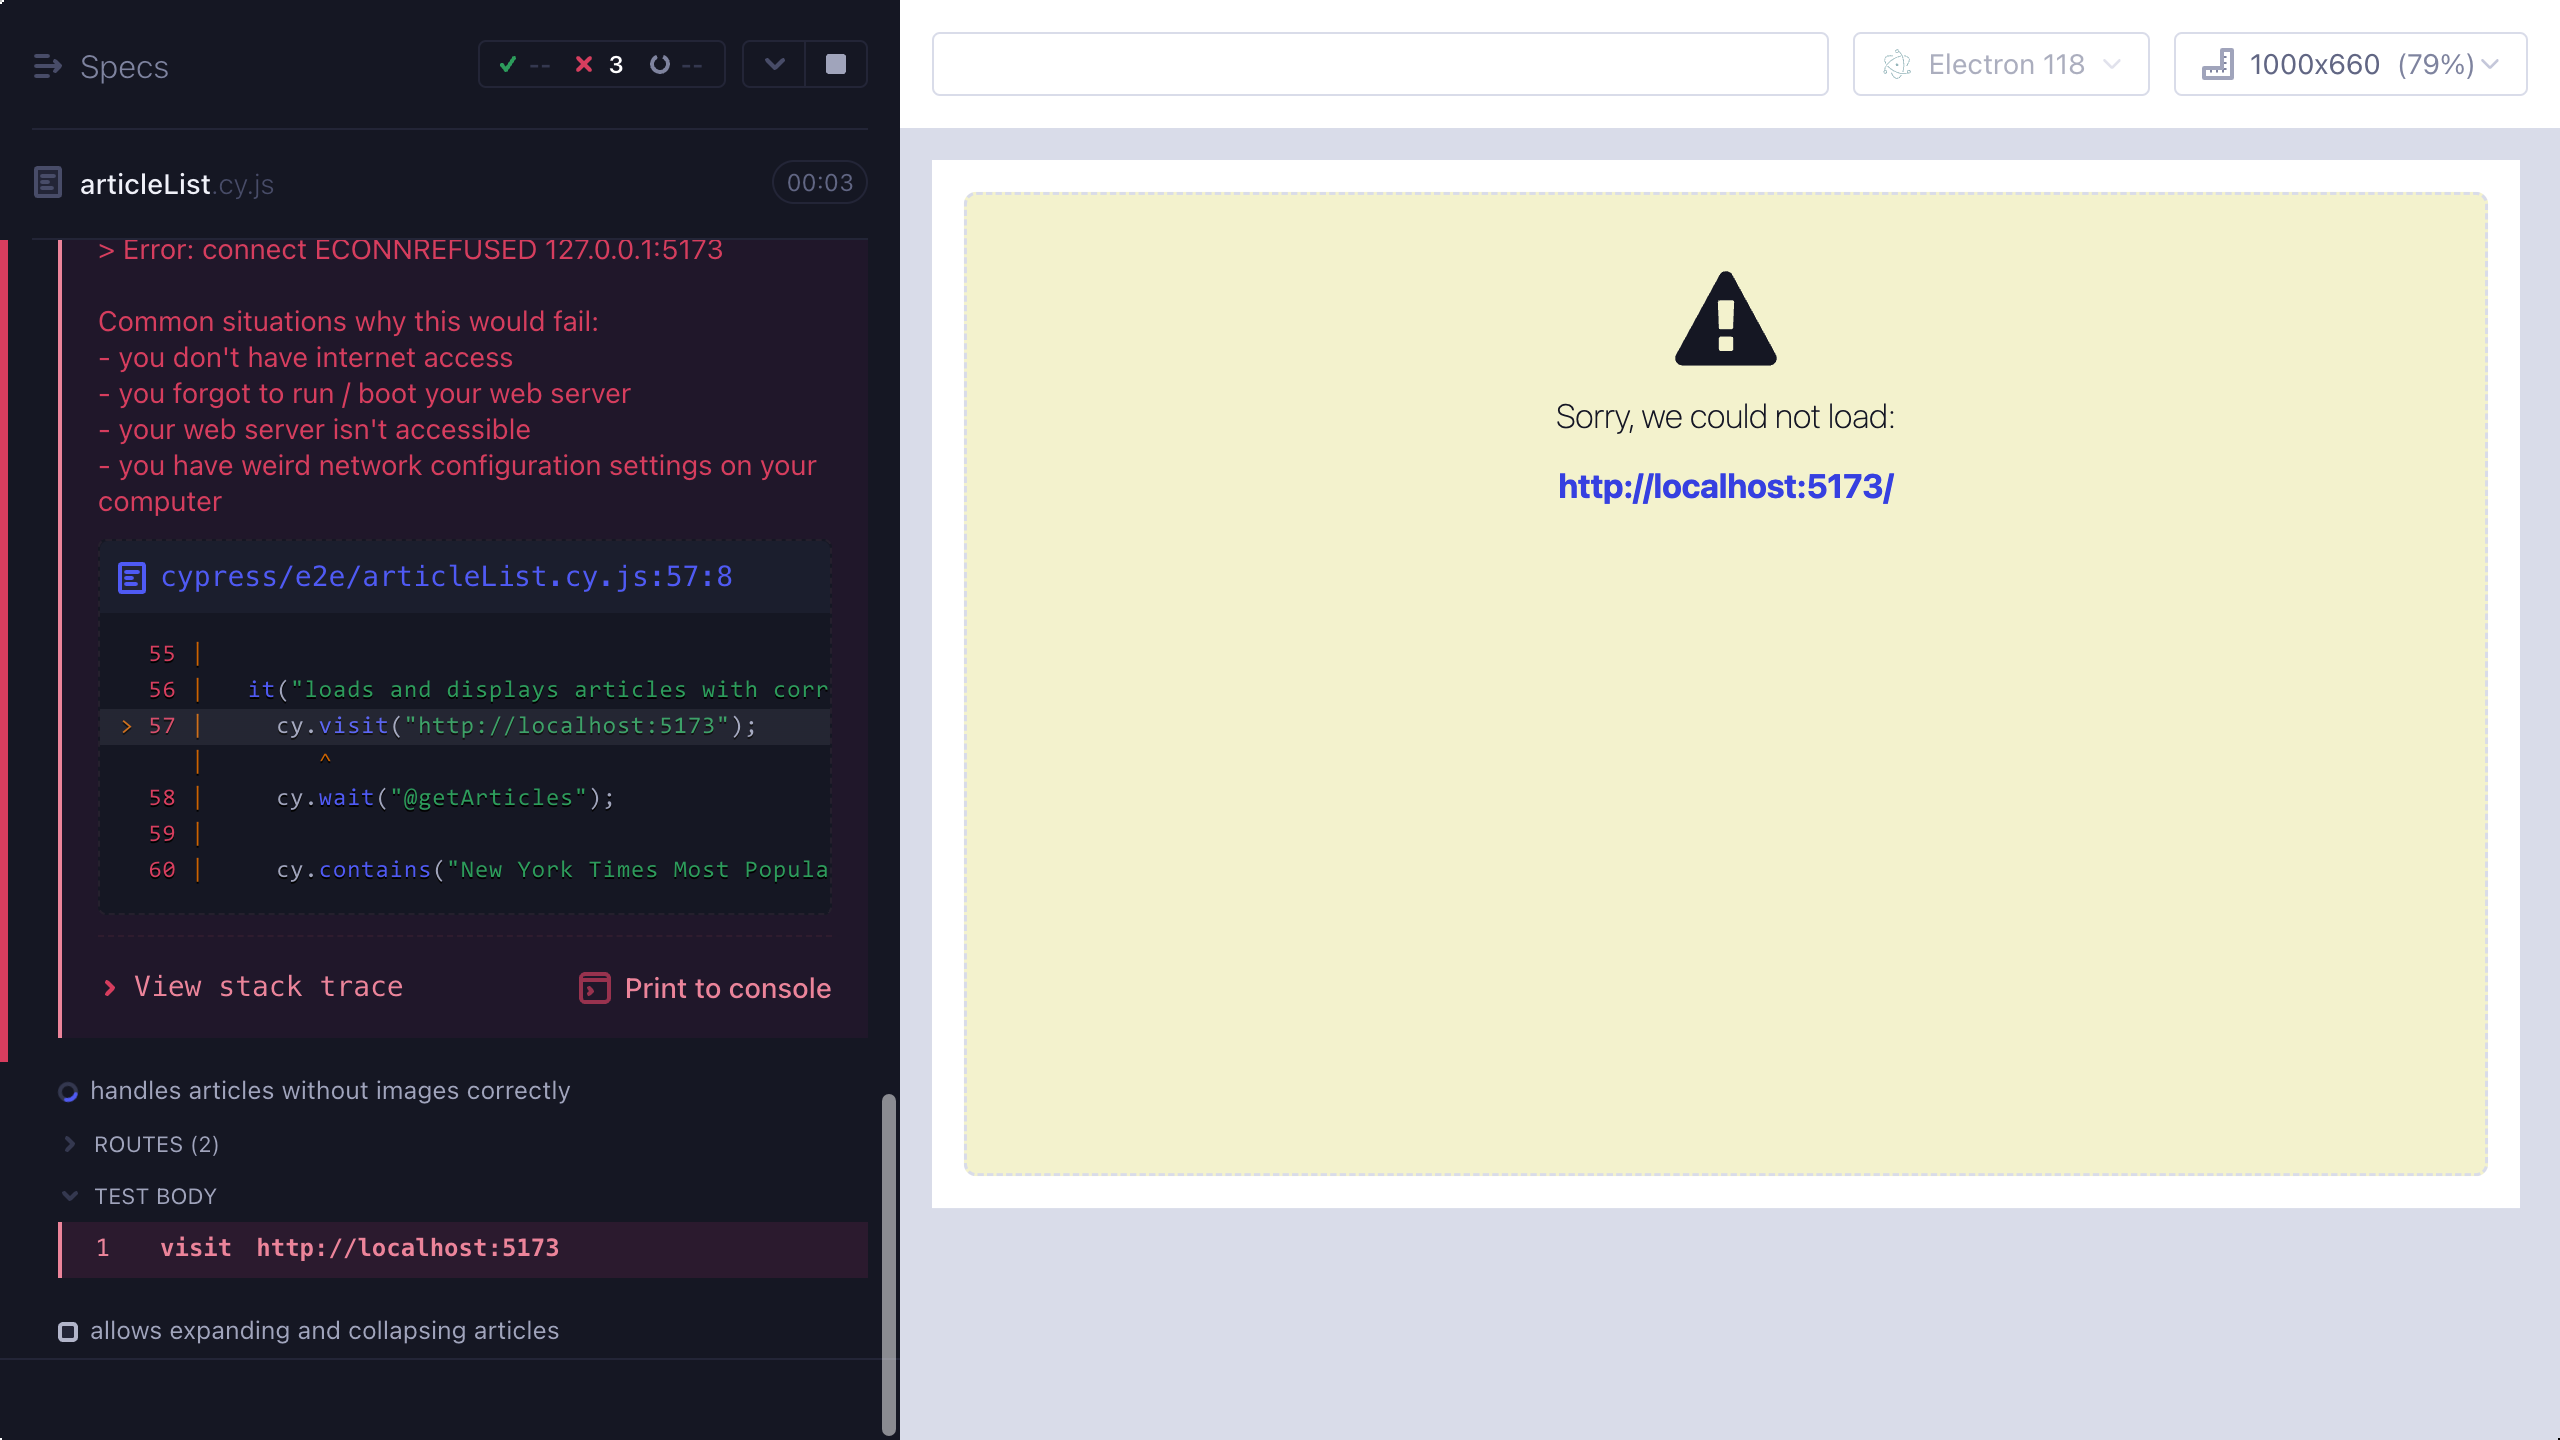 Specs
-- 3 --
articleList.cy.js
00:03
> Error: connect ECONNREFUSED 127.0.0.1:5173
Common situations why this would fail:
- you don't have internet access
- you forgot to run / boot your web server
- your web server isn't accessible
- you have weird network configuration settings on your
computer
cypress/e2e/articleList.cy.js:57:8
55 |
56 | it("loads and displays articles with corr
> 57 | cy.visit("http://localhost:5173");
| ^
58 | cy.wait("@getArticles");
59 |
60 | cy.contains("New York Times Most Popula
View stack trace
Print to console
handles articles without images correctly
ROUTES (2)
TEST BODY
1 visit http://localhost:5173
allows expanding and collapsing articles
Electron 118
1000x660 (79%)
Sorry, we could not load:
http://localhost:5173/